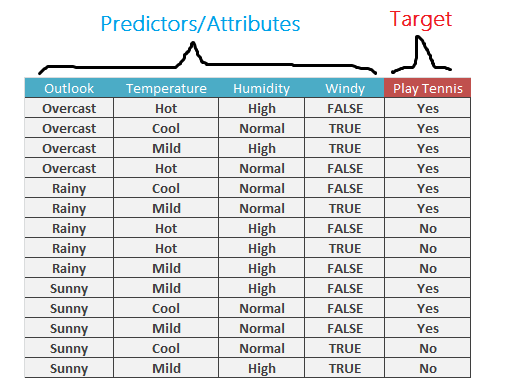 Predictors/Attributes Target
Outlook Temperature Humidity Windy Play Tennis
Overcast Hot High FALSE Yes
Overcast Cool Normal TRUE Yes
Overcast Mild High TRUE Yes
Overcast Hot Normal FALSE Yes
Rainy Cool Normal FALSE Yes
Rainy Mild Normal TRUE Yes
Rainy Hot High FALSE No
Rainy Hot High TRUE No
Rainy Mild High FALSE No
Sunny Mild High FALSE Yes
Sunny Cool Normal FALSE Yes
Sunny Mild Normal FALSE Yes
Sunny Cool Normal TRUE No
Sunny Mild High TRUE No